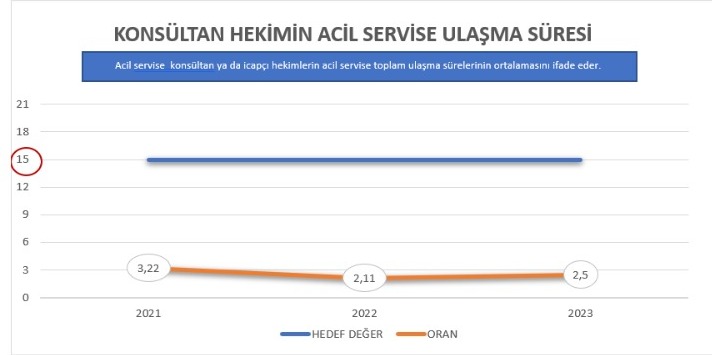 KONSÜLTAN HEKİMİN ACİL SERVİSE ULAŞMA SÜRESİ
Acil servise konsültan ya da icapçı hekimlerin acil servise toplam ulaşma sürelerinin ortalamasını ifade eder.
21
18
15
12
9
6
3
0
3,22
2,11
2,5
2021 2022 2023
HEDEF DEĞER ORAN